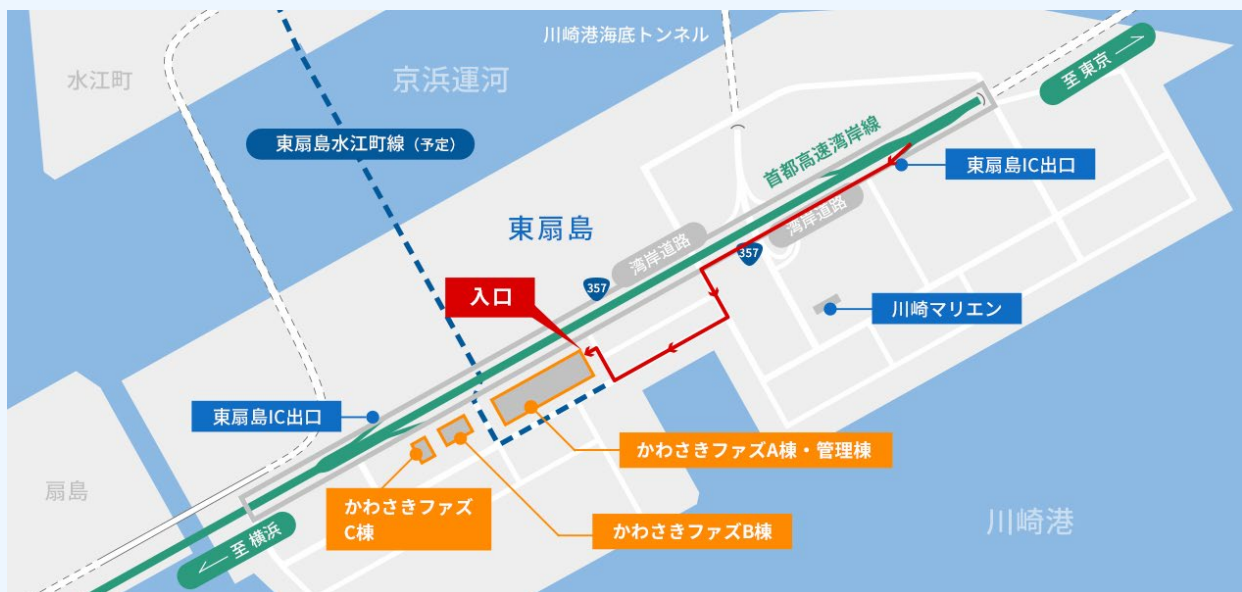 川崎港海底トンネル
至 東京
水江町
京浜運河
東扇島水江町線（予定）
首都高速湾岸線
東扇島IC出口
東扇島
湾岸道路
湾岸道路
357
357
入口
川崎マリエン
東扇島IC出口
かわさきファズA棟・管理棟
扇島
かわさきファズ
C棟
かわさきファズB棟
川崎港
至 横浜